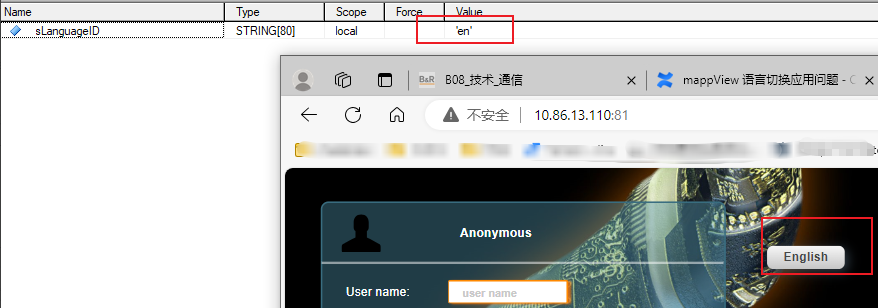 Name Type Scope Force Value
sLanguageID STRING[80] local 'en'
B&R B08_技术_通信 mappView 语言切换应用问题 - C
不安全 10.86.13.110:81
Anonymous
English
User name: user name